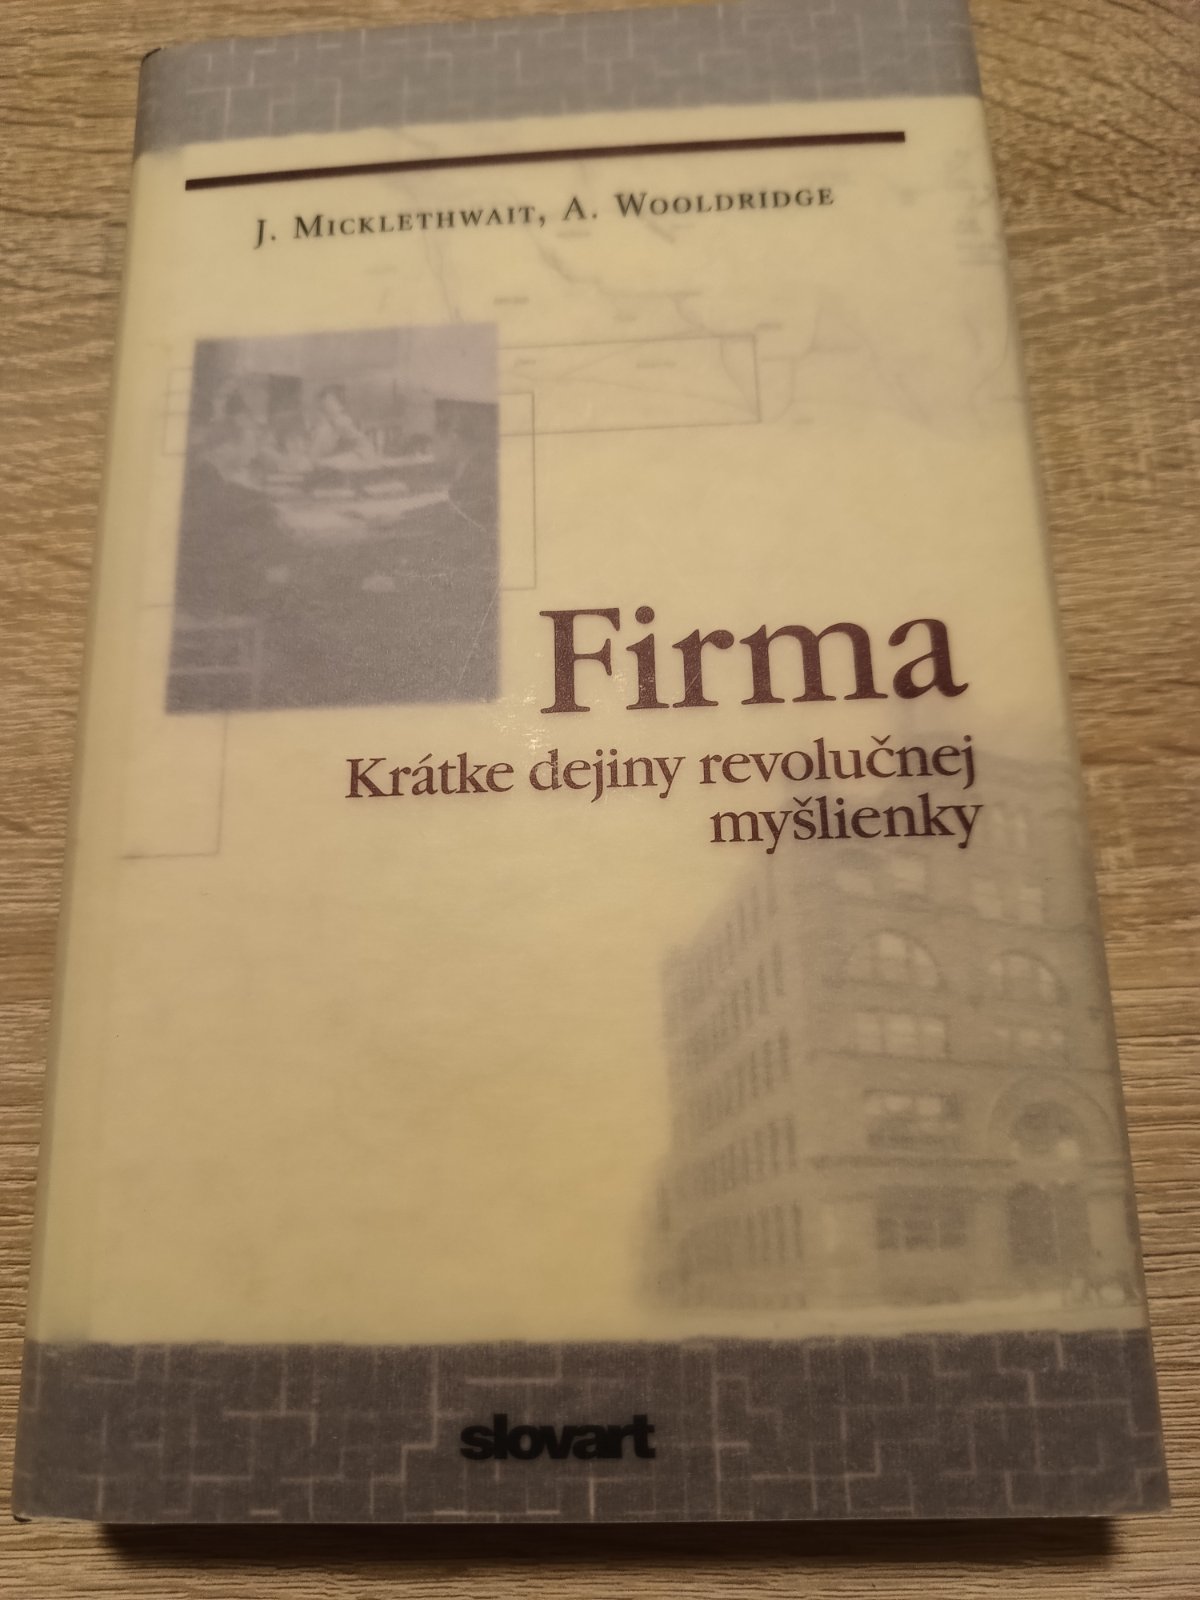 J. Micklethwait, A. Wooldridge
Firma
Krátke dejiny revolučnej
myšlienky
slovart